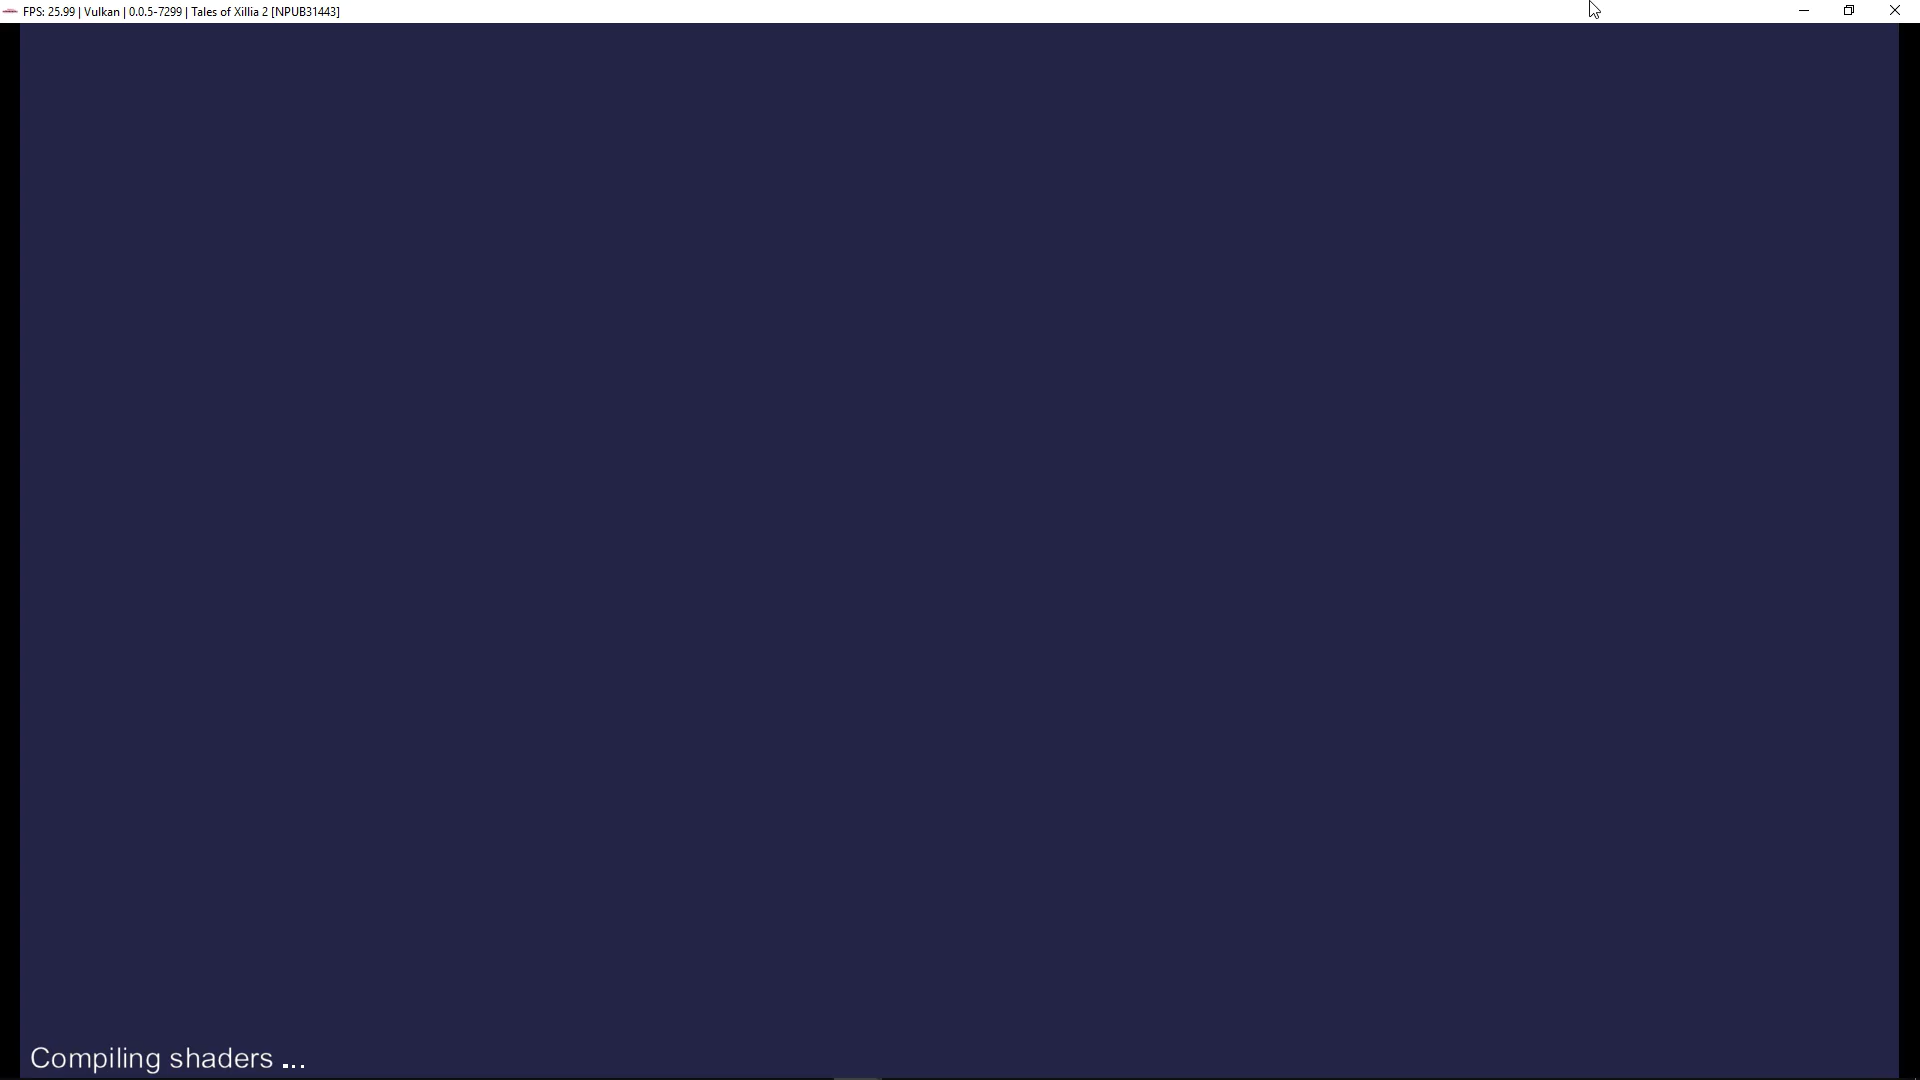 FPS: 25.99 | Vulkan | 0.0.5-7299 | Tales of Xillia 2 [NPUB31443]
Compiling shaders ...